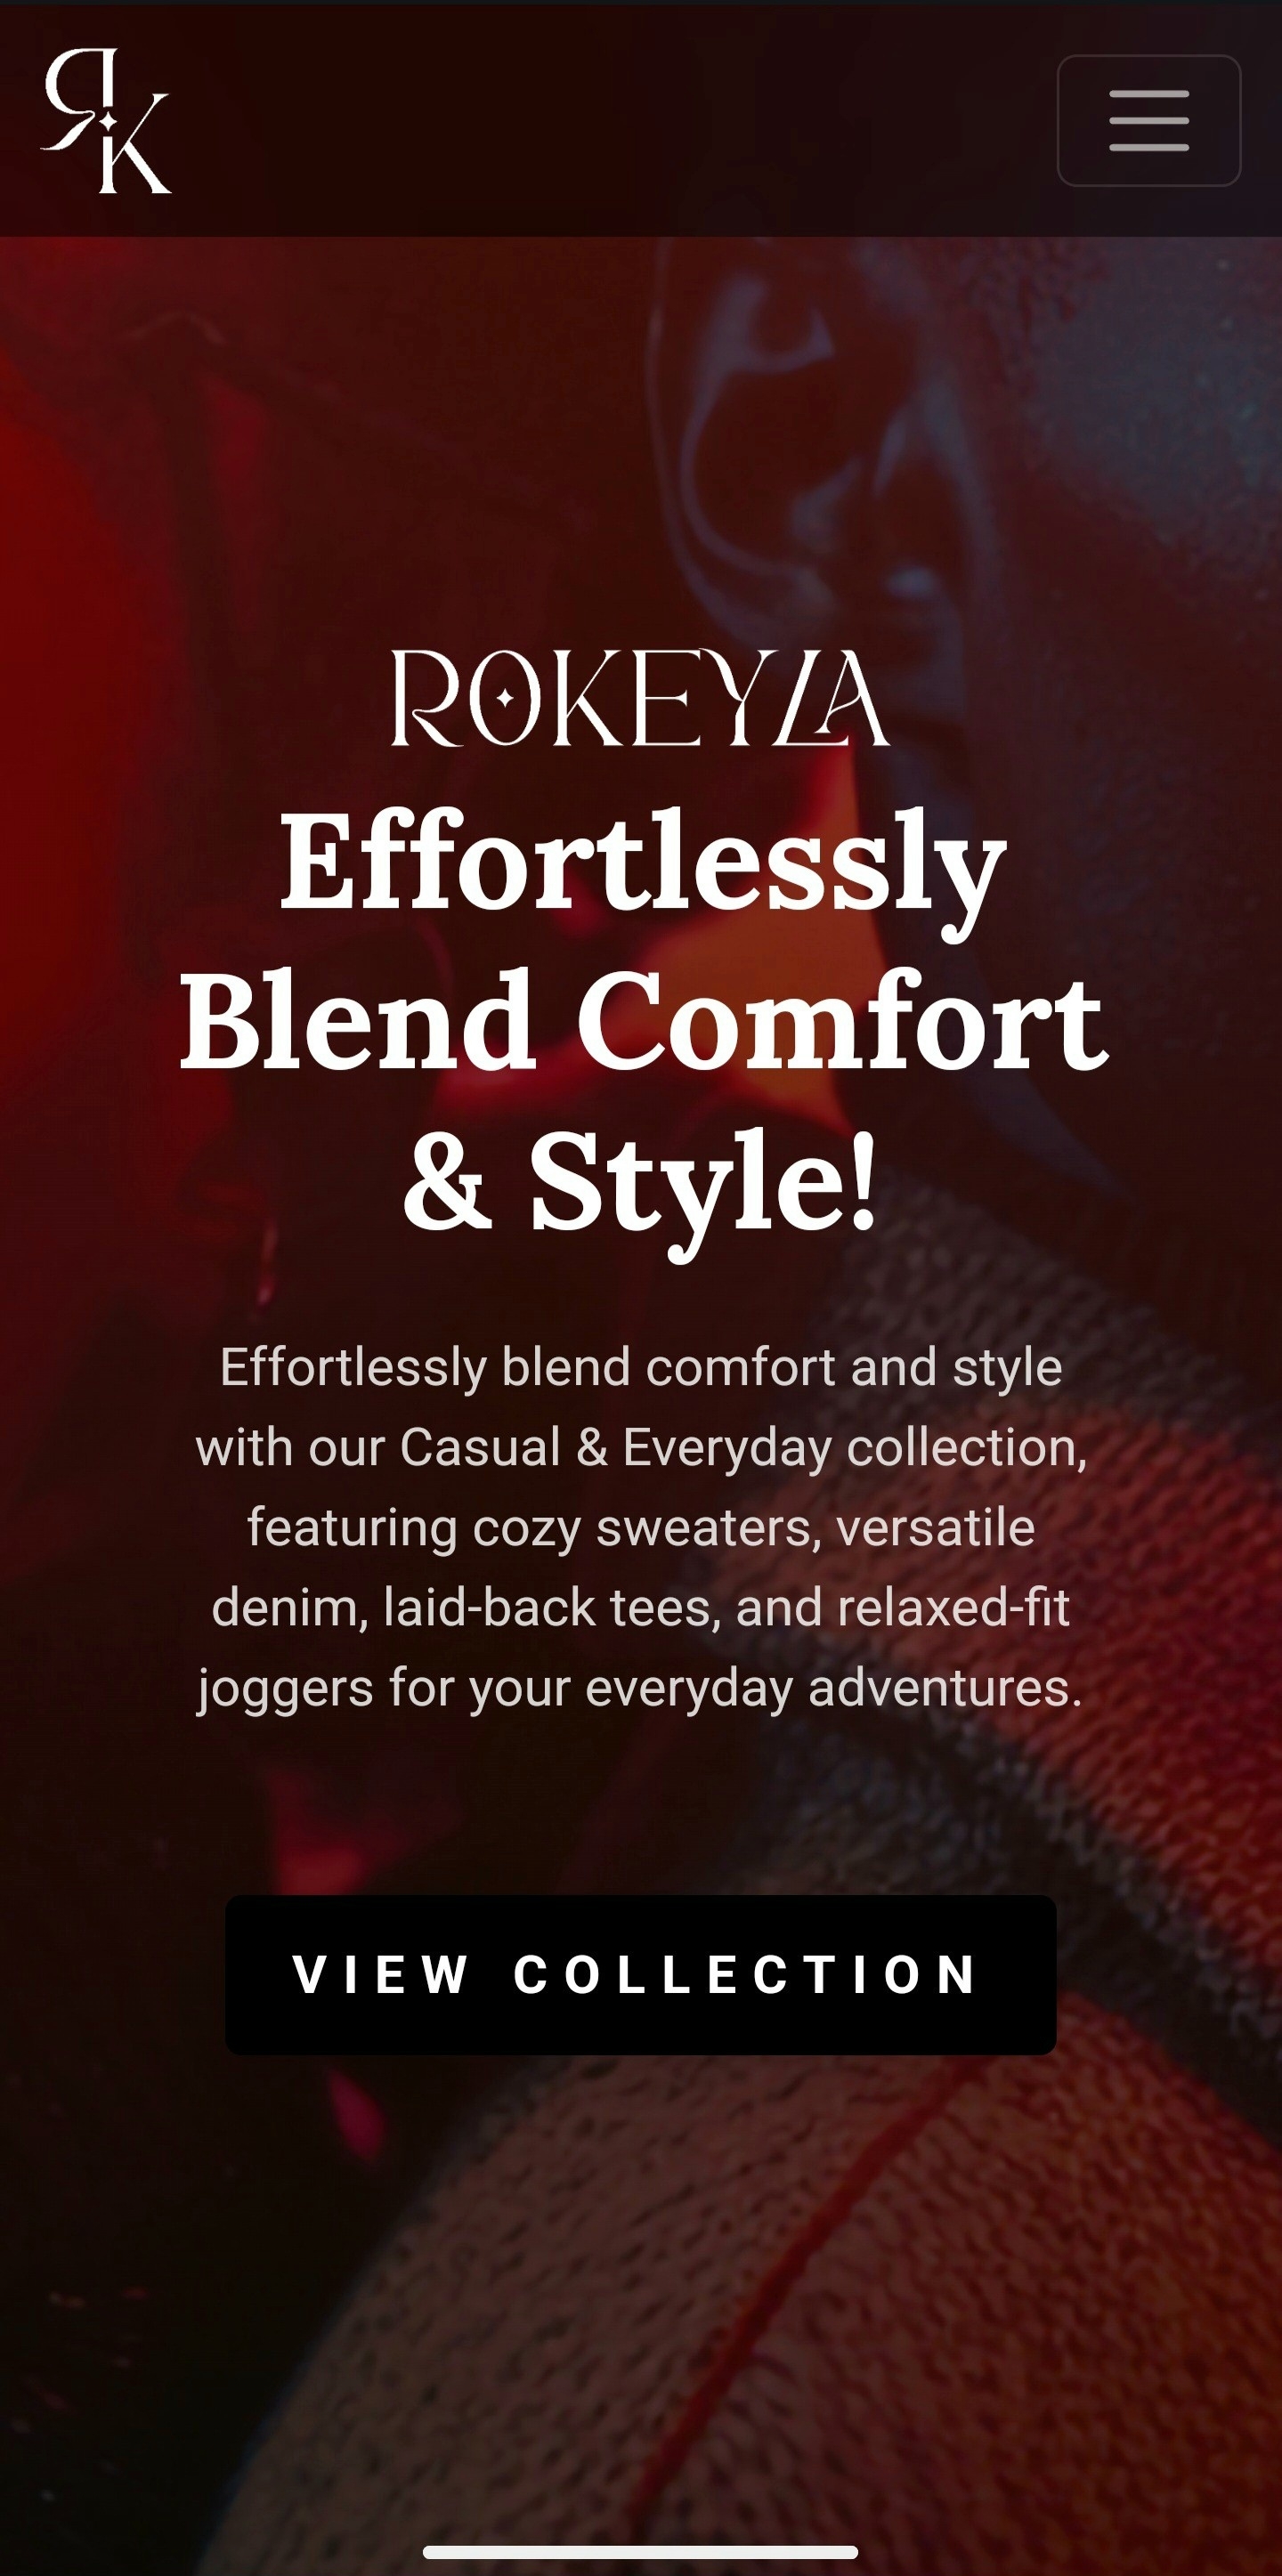 RK
ROKEYLA
Effortlessly
Blend Comfort
& Style!
Effortlessly blend comfort and style
with our Casual & Everyday collection,
featuring cozy sweaters, versatile
denim, laid-back tees, and relaxed-fit
joggers for your everyday adventures.
VIEW COLLECTION